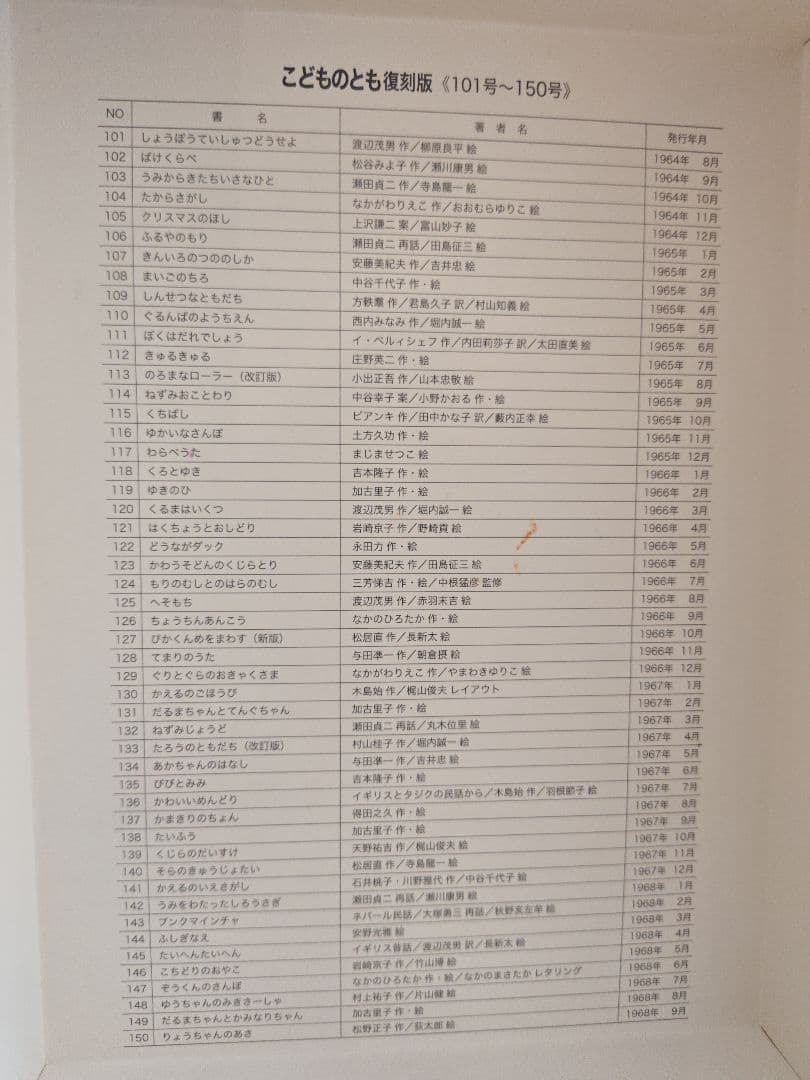 こどものとも復刻版《101号～150号》
NO 書 名 著 者 名 発行年月
101 しょうぼうていしゅつどうせよ 渡辺茂男 作／柳原良平 絵 1964年 8月
102 ばけくらべ 松谷みよ子 作／瀬川康男 絵 1964年 9月
103 うみからきたちいさなひと 瀬田貞二 作／寺島龍一 絵 1964年 10月
104 たからさがし なかがわりえこ 作／おおむらゆりこ 絵 1964年 11月
105 クリスマスのほし 上沢謙二 案／富山妙子 絵 1964年 12月
106 ふるやのもり 瀬田貞二 再話／田島征三 絵 1965年 1月
107 きんいろのつののしか 安藤美紀夫 作／吉井忠 絵 1965年 2月
108 まいごのちろ 中谷千代子 作・絵 1965年 3月
109 しんせつなともだち 方軼羣 作／君島久子 訳／村山知義 絵 1965年 4月
110 ぐるんぱのようちえん 西内みなみ 作／堀内誠一 絵 1965年 5月
111 ぼくはだれでしょう イ・ベルィシェフ 作／内田莉莎子 訳／太田直美 絵 1965年 6月
112 きゅるきゅる 庄野英二 作・絵 1965年 7月
113 のろまなローラー（改訂版） 小出正吾 作／山本忠敬 絵 1965年 8月
114 ねずみおことわり 中谷幸子 案／小野かおる 作・絵 1965年 9月
115 くちばし ビアンキ 作／田中かな子 訳／藪内正幸 絵 1965年 10月
116 ゆかいなさんぽ 土方久功 作・絵 1965年 11月
117 わらべうた まじませつこ 絵 1965年 12月
118 くろとゆき 吉本隆子 作・絵 1966年 1月
119 ゆきのひ 加古里子 作・絵 1966年 2月
120 くるまはいくつ 渡辺茂男 作／堀内誠一 絵 1966年 3月
121 はくちょうとおしどり 岩崎京子 作／野崎貢 絵 1966年 4月
122 どうながダック 永田力 作・絵 1966年 5月
123 かわうそどんのくじらとり 安藤美紀夫 作／田島征三 絵 1966年 6月
124 もりのむしとのはらのむし 三芳悌吉 作・絵／中根猛彦 監修 1966年 7月
125 へそもち 渡辺茂男 作／赤羽末吉 絵 1966年 8月
126 ちょうちんあんこう なかのひろたか 作・絵 1966年 9月
127 ぴかくんめをまわす（新版） 松居直 作／長新太 絵 1966年 10月
128 てまりのうた 与田凖一 作／朝倉摂 絵 1966年 11月
129 ぐりとぐらのおきゃくさま なかがわりえこ 作／やまわきゆりこ 絵 1966年 12月
130 かえるのごほうび 木島始 作／梶山俊夫 レイアウト 1967年 1月
131 だるまちゃんとてんぐちゃん 加古里子 作・絵 1967年 2月
132 ねずみじょうど 瀬田貞二 再話／丸木位里 絵 1967年 3月
133 たろうのともだち（改訂版） 村山桂子 作／堀内誠一 絵 1967年 4月
134 あかちゃんのはなし 与田凖一 作／吉井忠 絵 1967年 5月
135 びびとみみ 吉本隆子 作・絵 1967年 6月
136 かわいいめんどり イギリスとタジクの民話から／木島始 作／羽根節子 絵 1967年 7月
137 かまきりのちょん 得田之久 作・絵 1967年 8月
138 たいふう 加古里子 作・絵 1967年 9月
139 くじらのだいすけ 天野祐吉 作／梶山俊夫 絵 1967年 10月
140 そらのきゅうじょたい 松居直 作／寺島龍一 絵 1967年 11月
141 かえるのいえさがし 石井桃子・川野雅代 作／中谷千代子 絵 1967年 12月
142 うみをわたったしろうさぎ 瀬田貞二 再話／瀬川康男 絵 1968年 1月
143 プンクマインチャ ネパール民話／大塚勇三 再話／秋野亥左牟 絵 1968年 2月
144 ふしぎなえ 安野光雅 絵 1968年 3月
145 たいへんたいへん イギリス昔話／渡辺茂男 訳／長新太 絵 1968年 4月
146 こちどりのおやこ 岩崎京子 作／竹山博 絵 1968年 5月
147 ぞうくんのさんぽ なかのひろたか 作・絵／なかのまさたか レタリング 1968年 6月
148 ゆうちゃんのみきさーしゃ 村上祐子 作／片山健 絵 1968年 7月
149 だるまちゃんとかみなりちゃん 加古里子 作・絵 1968年 8月
150 りょうちゃんのあさ 松野正子 作／荻太郎 絵 1968年 9月